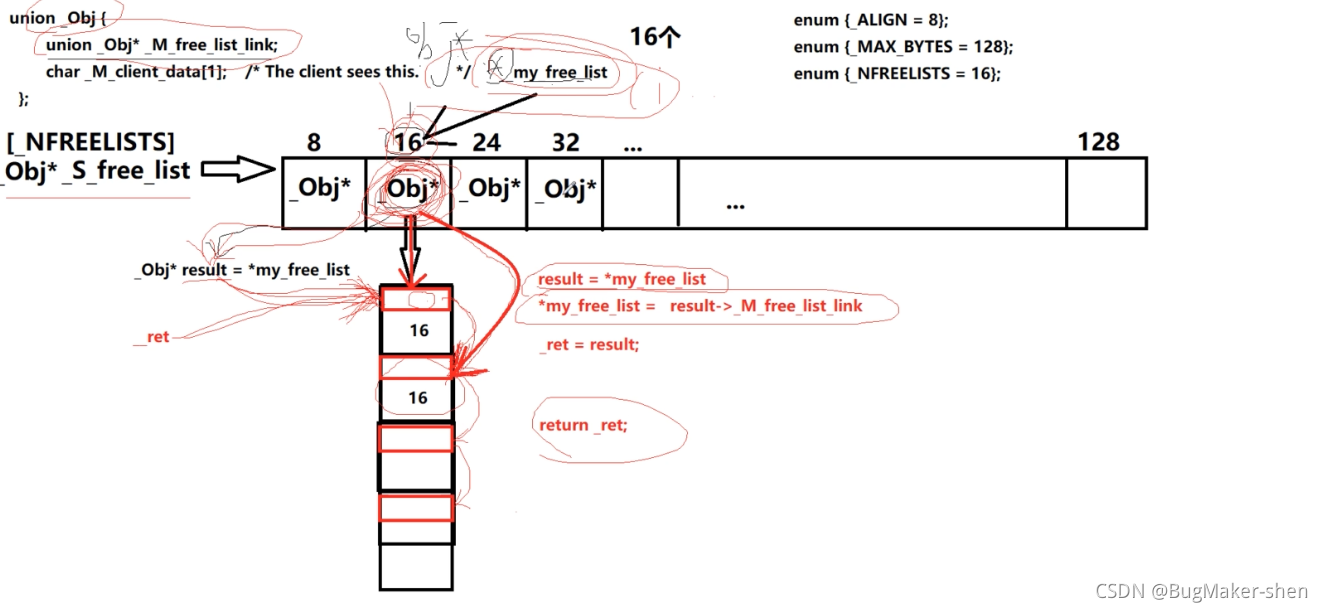 union _Obj {
union _Obj* _M_free_list_link;
char _M_client_data[1]; /* The client sees this. */
};
obj*
* _my_free_list
16个
enum {_ALIGN = 8};
enum {_MAX_BYTES = 128};
enum {_NFREELISTS = 16};
[_NFREELISTS]
_Obj* _S_free_list
8 16 24 32 ... 128
_Obj* _Obj* _Obj* _Obj* ...
_Obj* result = *my_free_list
__ret
16
16
result = *my_free_list
*my_free_list = result->_M_free_list_link
_ret = result;
return _ret;
CSDN @BugMaker-shen